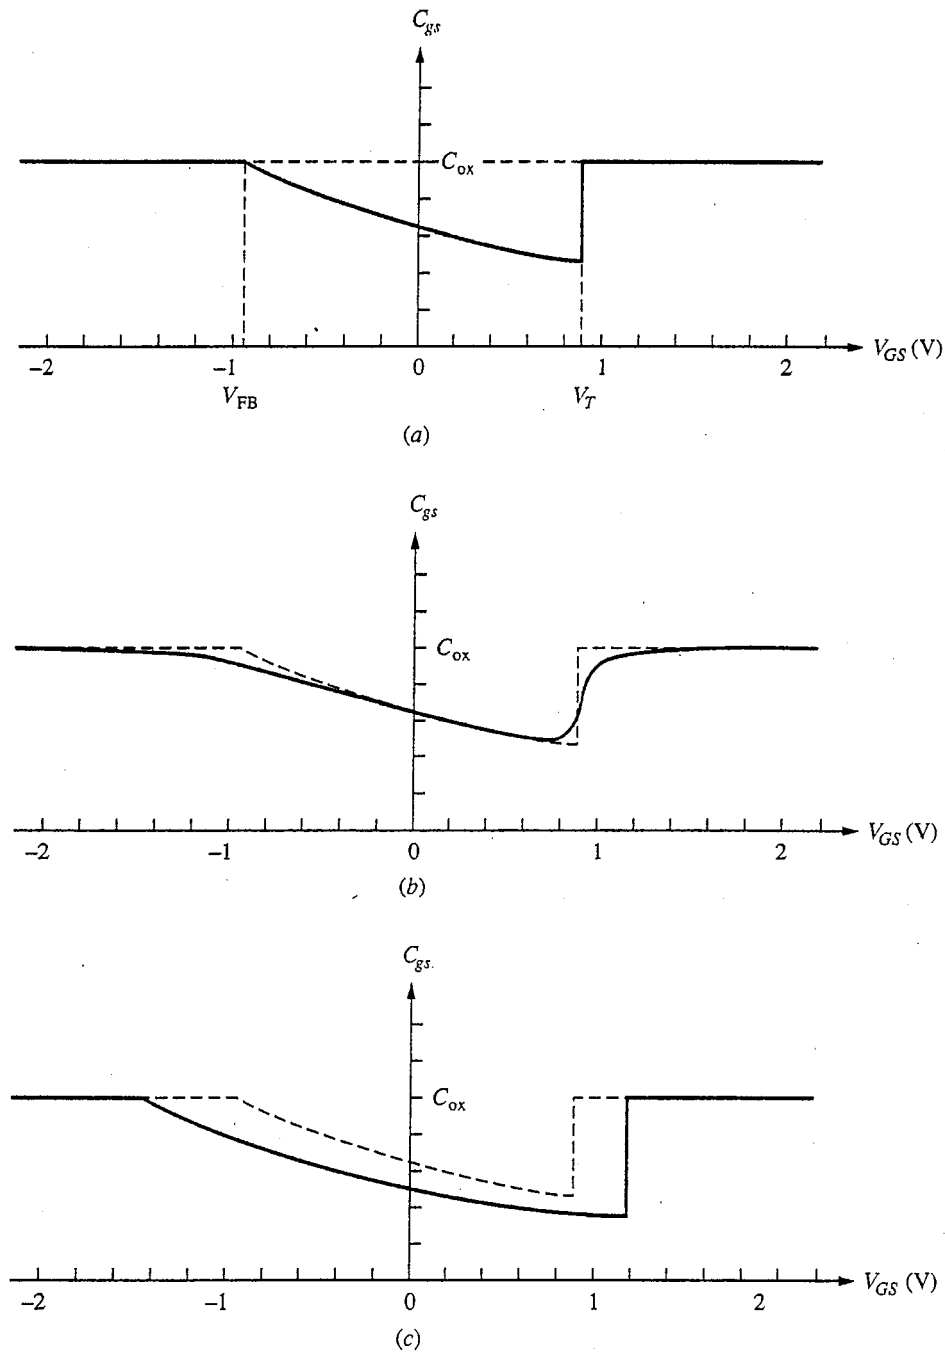 C_gs
C_ox
−2 −1 0 1 2 V_GS (V)
V_FB V_T
(a)
C_gs
C_ox
−2 −1 0 1 2 V_GS (V)
(b)
C_gs
C_ox
−2 −1 0 1 2 V_GS (V)
(c)